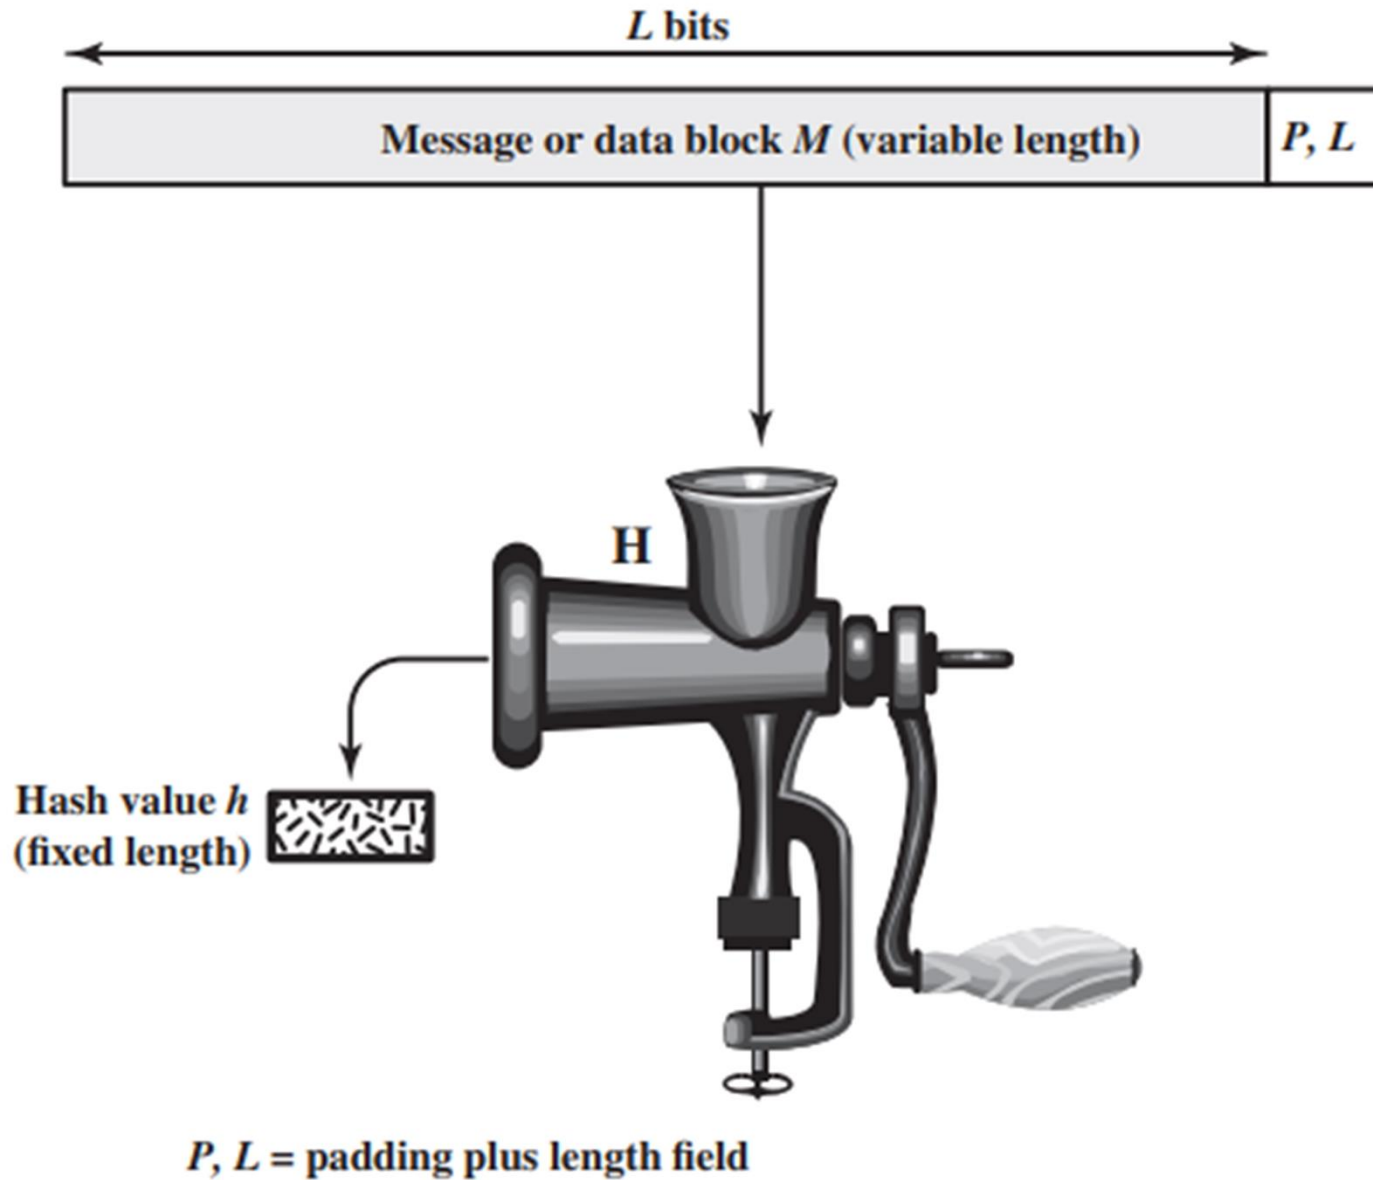 L bits
Message or data block M (variable length)
P, L
H
Hash value h
(fixed length)
P, L = padding plus length field